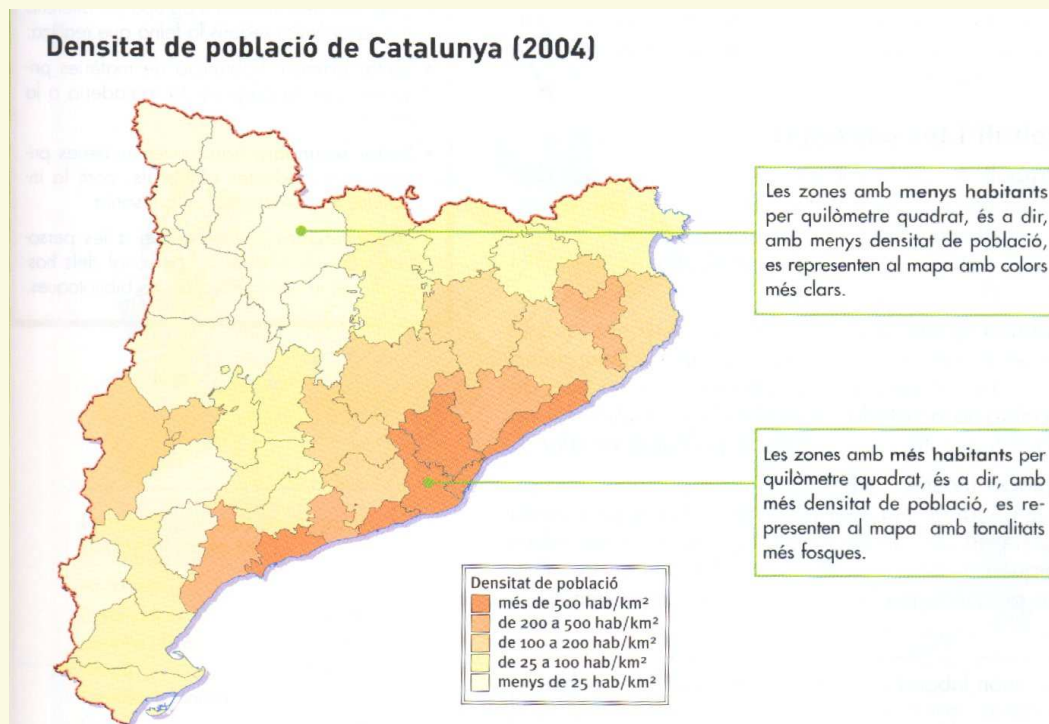 Densitat de població de Catalunya (2004)
Les zones amb menys habitants
per quilòmetre quadrat, és a dir,
amb menys densitat de població,
es representen al mapa amb colors
més clars.
Les zones amb més habitants per
quilòmetre quadrat, és a dir, amb
més densitat de població, es re-
presenten al mapa amb tonalitats
més fosques.
Densitat de població
més de 500 hab/km²
de 200 a 500 hab/km²
de 100 a 200 hab/km²
de 25 a 100 hab/km²
menys de 25 hab/km²